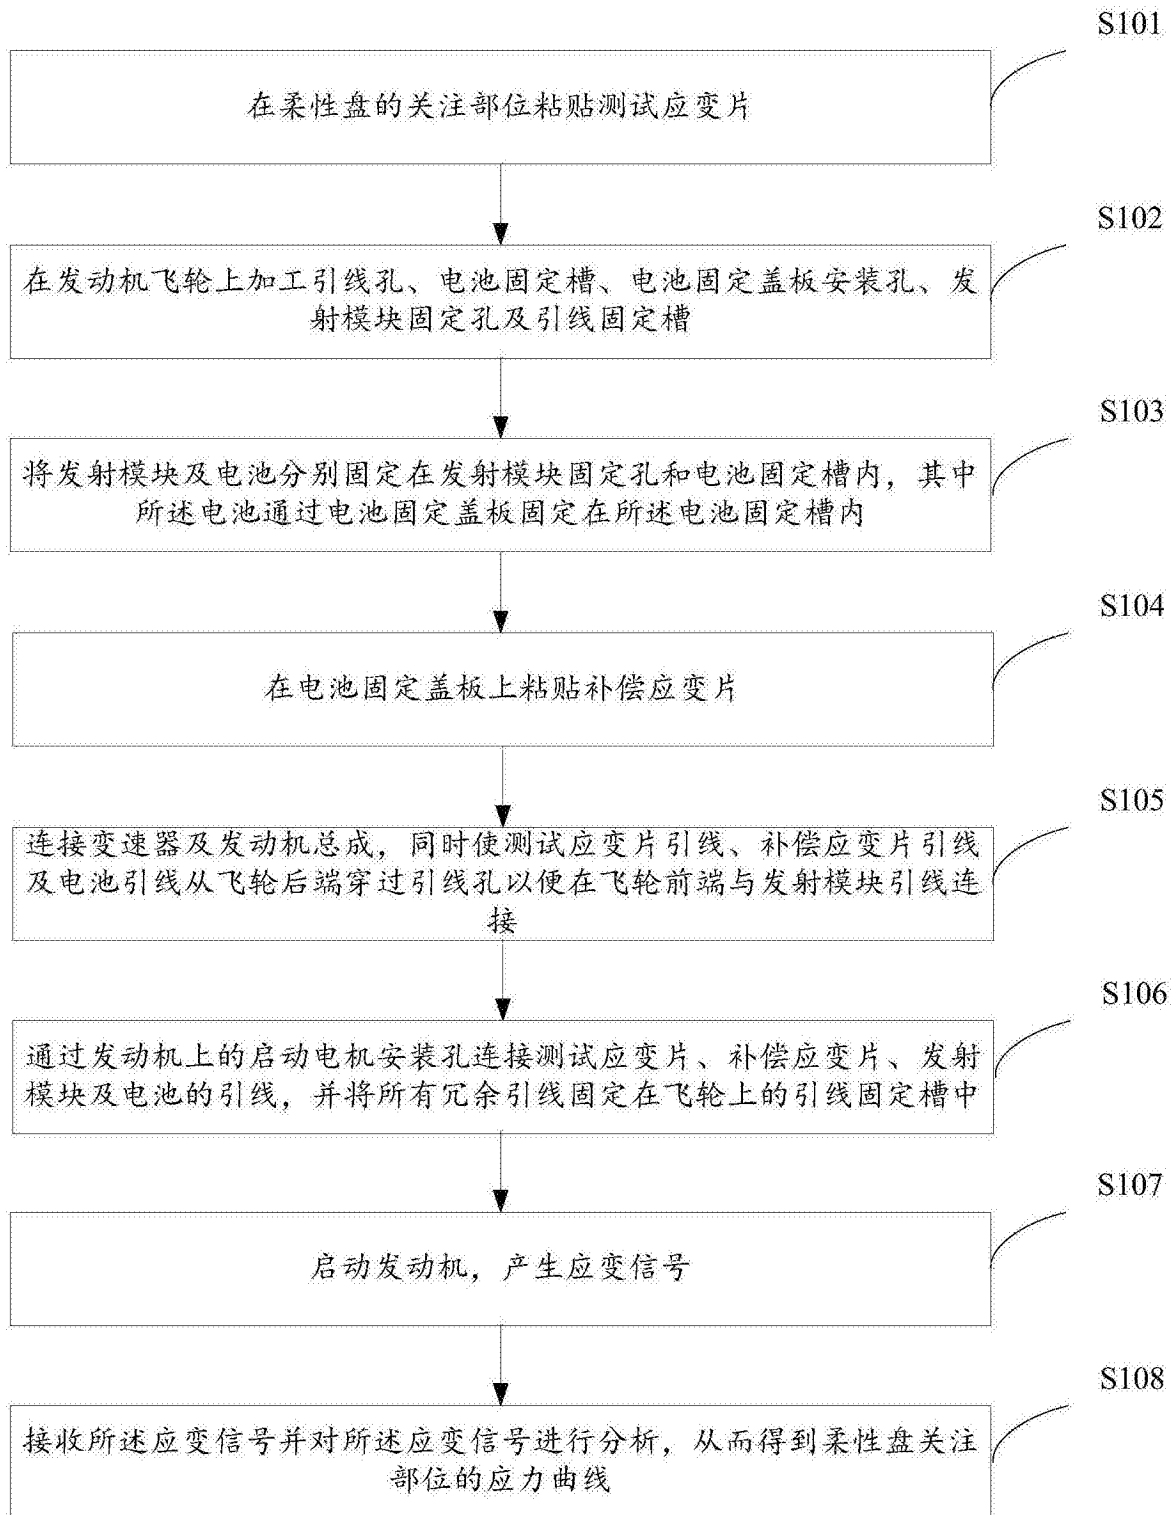 S101
在柔性盘的关注部位粘贴测试应变片
S102
在发动机飞轮上加工引线孔、电池固定槽、电池固定盖板安装孔、发
射模块固定孔及引线固定槽
S103
将发射模块及电池分别固定在发射模块固定孔和电池固定槽内，其中
所述电池通过电池固定盖板固定在所述电池固定槽内
S104
在电池固定盖板上粘贴补偿应变片
S105
连接变速器及发动机总成，同时使测试应变片引线、补偿应变片引线
及电池引线从飞轮后端穿过引线孔以便在飞轮前端与发射模块引线连
接
S106
通过发动机上的启动电机安装孔连接测试应变片、补偿应变片、发射
模块及电池的引线，并将所有冗余引线固定在飞轮上的引线固定槽中
S107
启动发动机，产生应变信号
S108
接收所述应变信号并对所述应变信号进行分析，从而得到柔性盘关注
部位的应力曲线